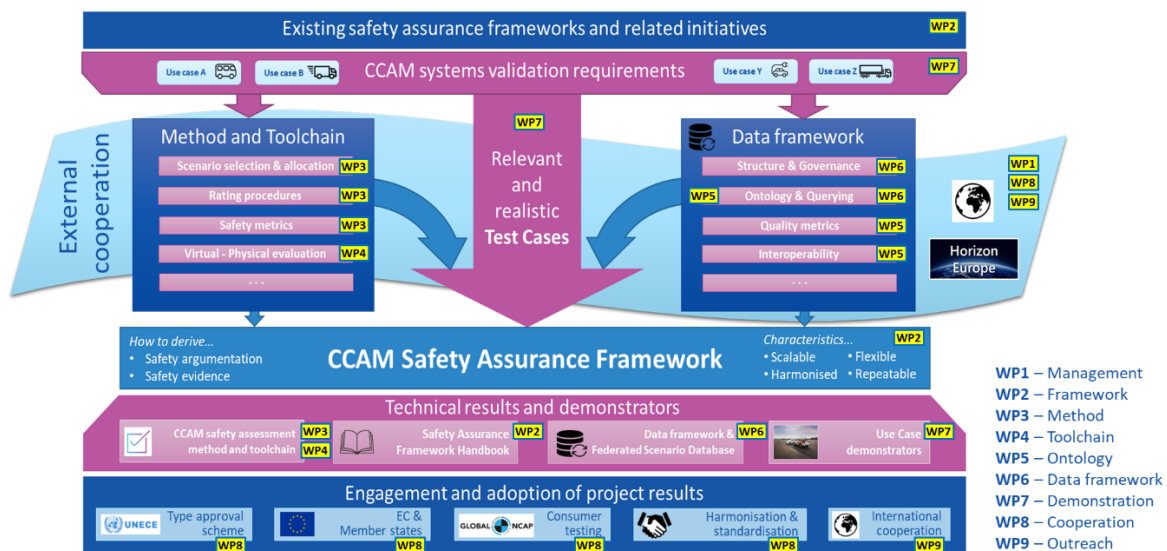 Existing safety assurance frameworks and related initiatives WP2
Use case A
Use case B
CCAM systems validation requirements
Use case Y
Use case Z
WP7
External
cooperation
Method and Toolchain
Scenario selection & allocation WP3
Rating procedures WP3
Safety metrics WP3
Virtual - Physical evaluation WP4
. . .
WP7
Relevant
and
realistic
Test Cases
Data framework
Structure & Governance WP6
WP5 Ontology & Querying WP6
Quality metrics WP5
Interoperability WP5
. . .
WP1
WP8
WP9
Horizon
Europe
How to derive...
• Safety argumentation
• Safety evidence
CCAM Safety Assurance Framework
Characteristics... WP2
• Scalable • Flexible
• Harmonised • Repeatable
Technical results and demonstrators
CCAM safety assessment WP3
method and toolchain WP4
Safety Assurance WP2
Framework Handbook
Data framework & WP6
Federated Scenario Database
Use Case WP7
demonstrators
Engagement and adoption of project results
UNECE
Type approval
scheme
WP8
EC &
Member states
WP8
GLOBAL NCAP
Consumer
testing
WP8
Harmonisation &
standardisation
WP8
International
cooperation
WP9
WP1 – Management
WP2 – Framework
WP3 – Method
WP4 – Toolchain
WP5 – Ontology
WP6 – Data framework
WP7 – Demonstration
WP8 – Cooperation
WP9 – Outreach